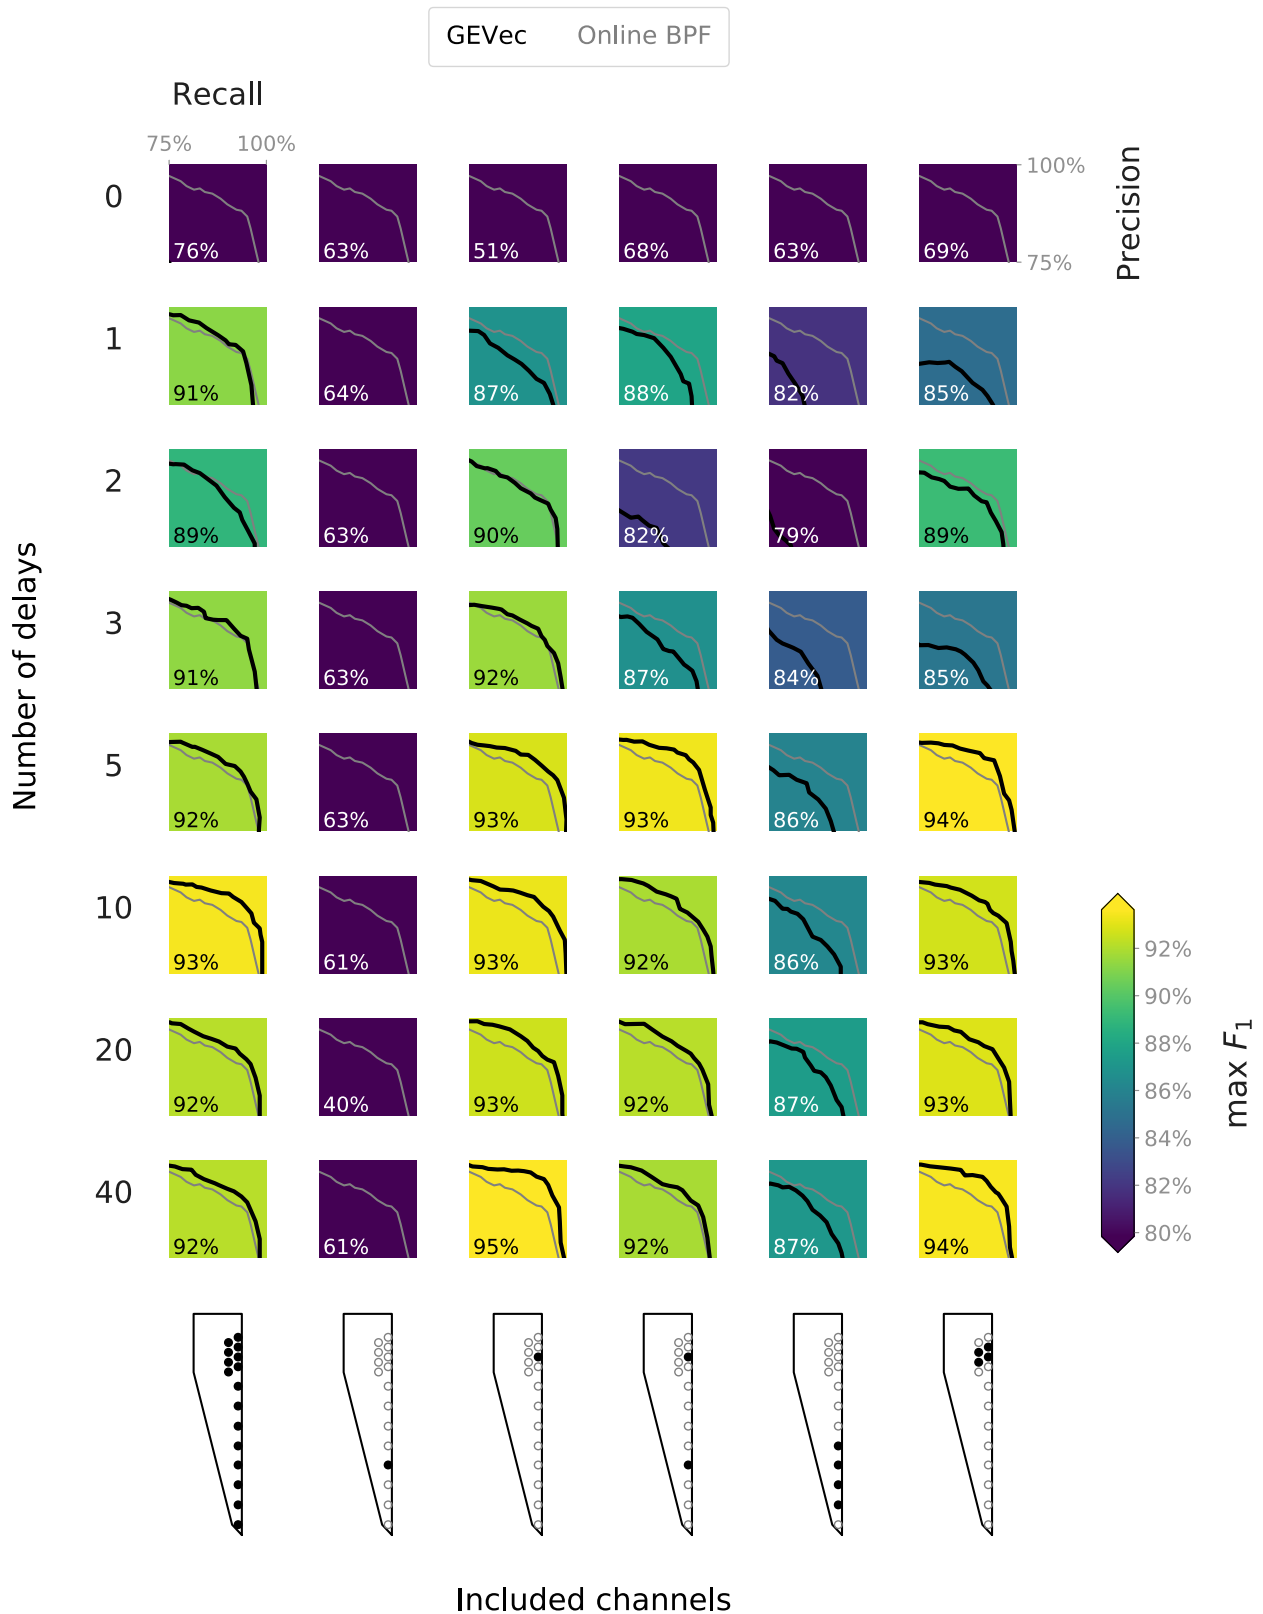 GEVec Online BPF
Recall
75% 100%
Precision
100%
75%
Number of delays
0 76% 63% 51% 68% 63% 69%
1 91% 64% 87% 88% 82% 85%
2 89% 63% 90% 82% 79% 89%
3 91% 63% 92% 87% 84% 85%
5 92% 63% 93% 93% 86% 94%
10 93% 61% 93% 92% 86% 93%
20 92% 40% 93% 92% 87% 93%
40 92% 61% 95% 92% 87% 94%
92%
90%
88%
86%
84%
82%
80%
max F₁
Included channels